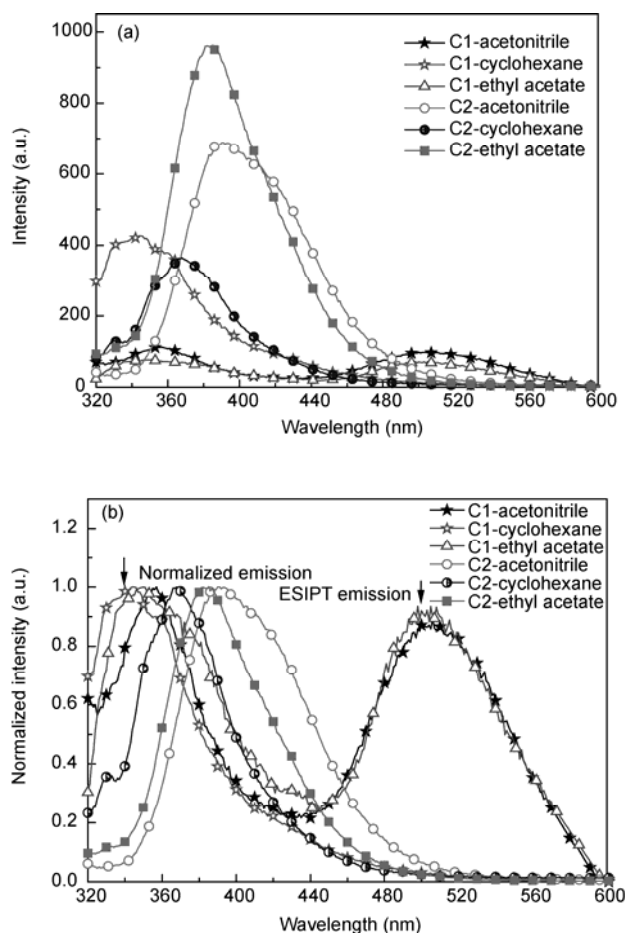 (a)
C1-acetonitrile
C1-cyclohexane
C1-ethyl acetate
C2-acetonitrile
C2-cyclohexane
C2-ethyl acetate
Intensity (a.u.)
1000
800
600
400
200
0
320 360 400 440 480 520 560 600
Wavelength (nm)
(b)
C1-acetonitrile
C1-cyclohexane
C1-ethyl acetate
C2-acetonitrile
C2-cyclohexane
C2-ethyl acetate
Normalized emission
ESIPT emission
Normalized intensity (a.u.)
1.2
1.0
0.8
0.6
0.4
0.2
0.0
320 360 400 440 480 520 560 600
Wavelength (nm)